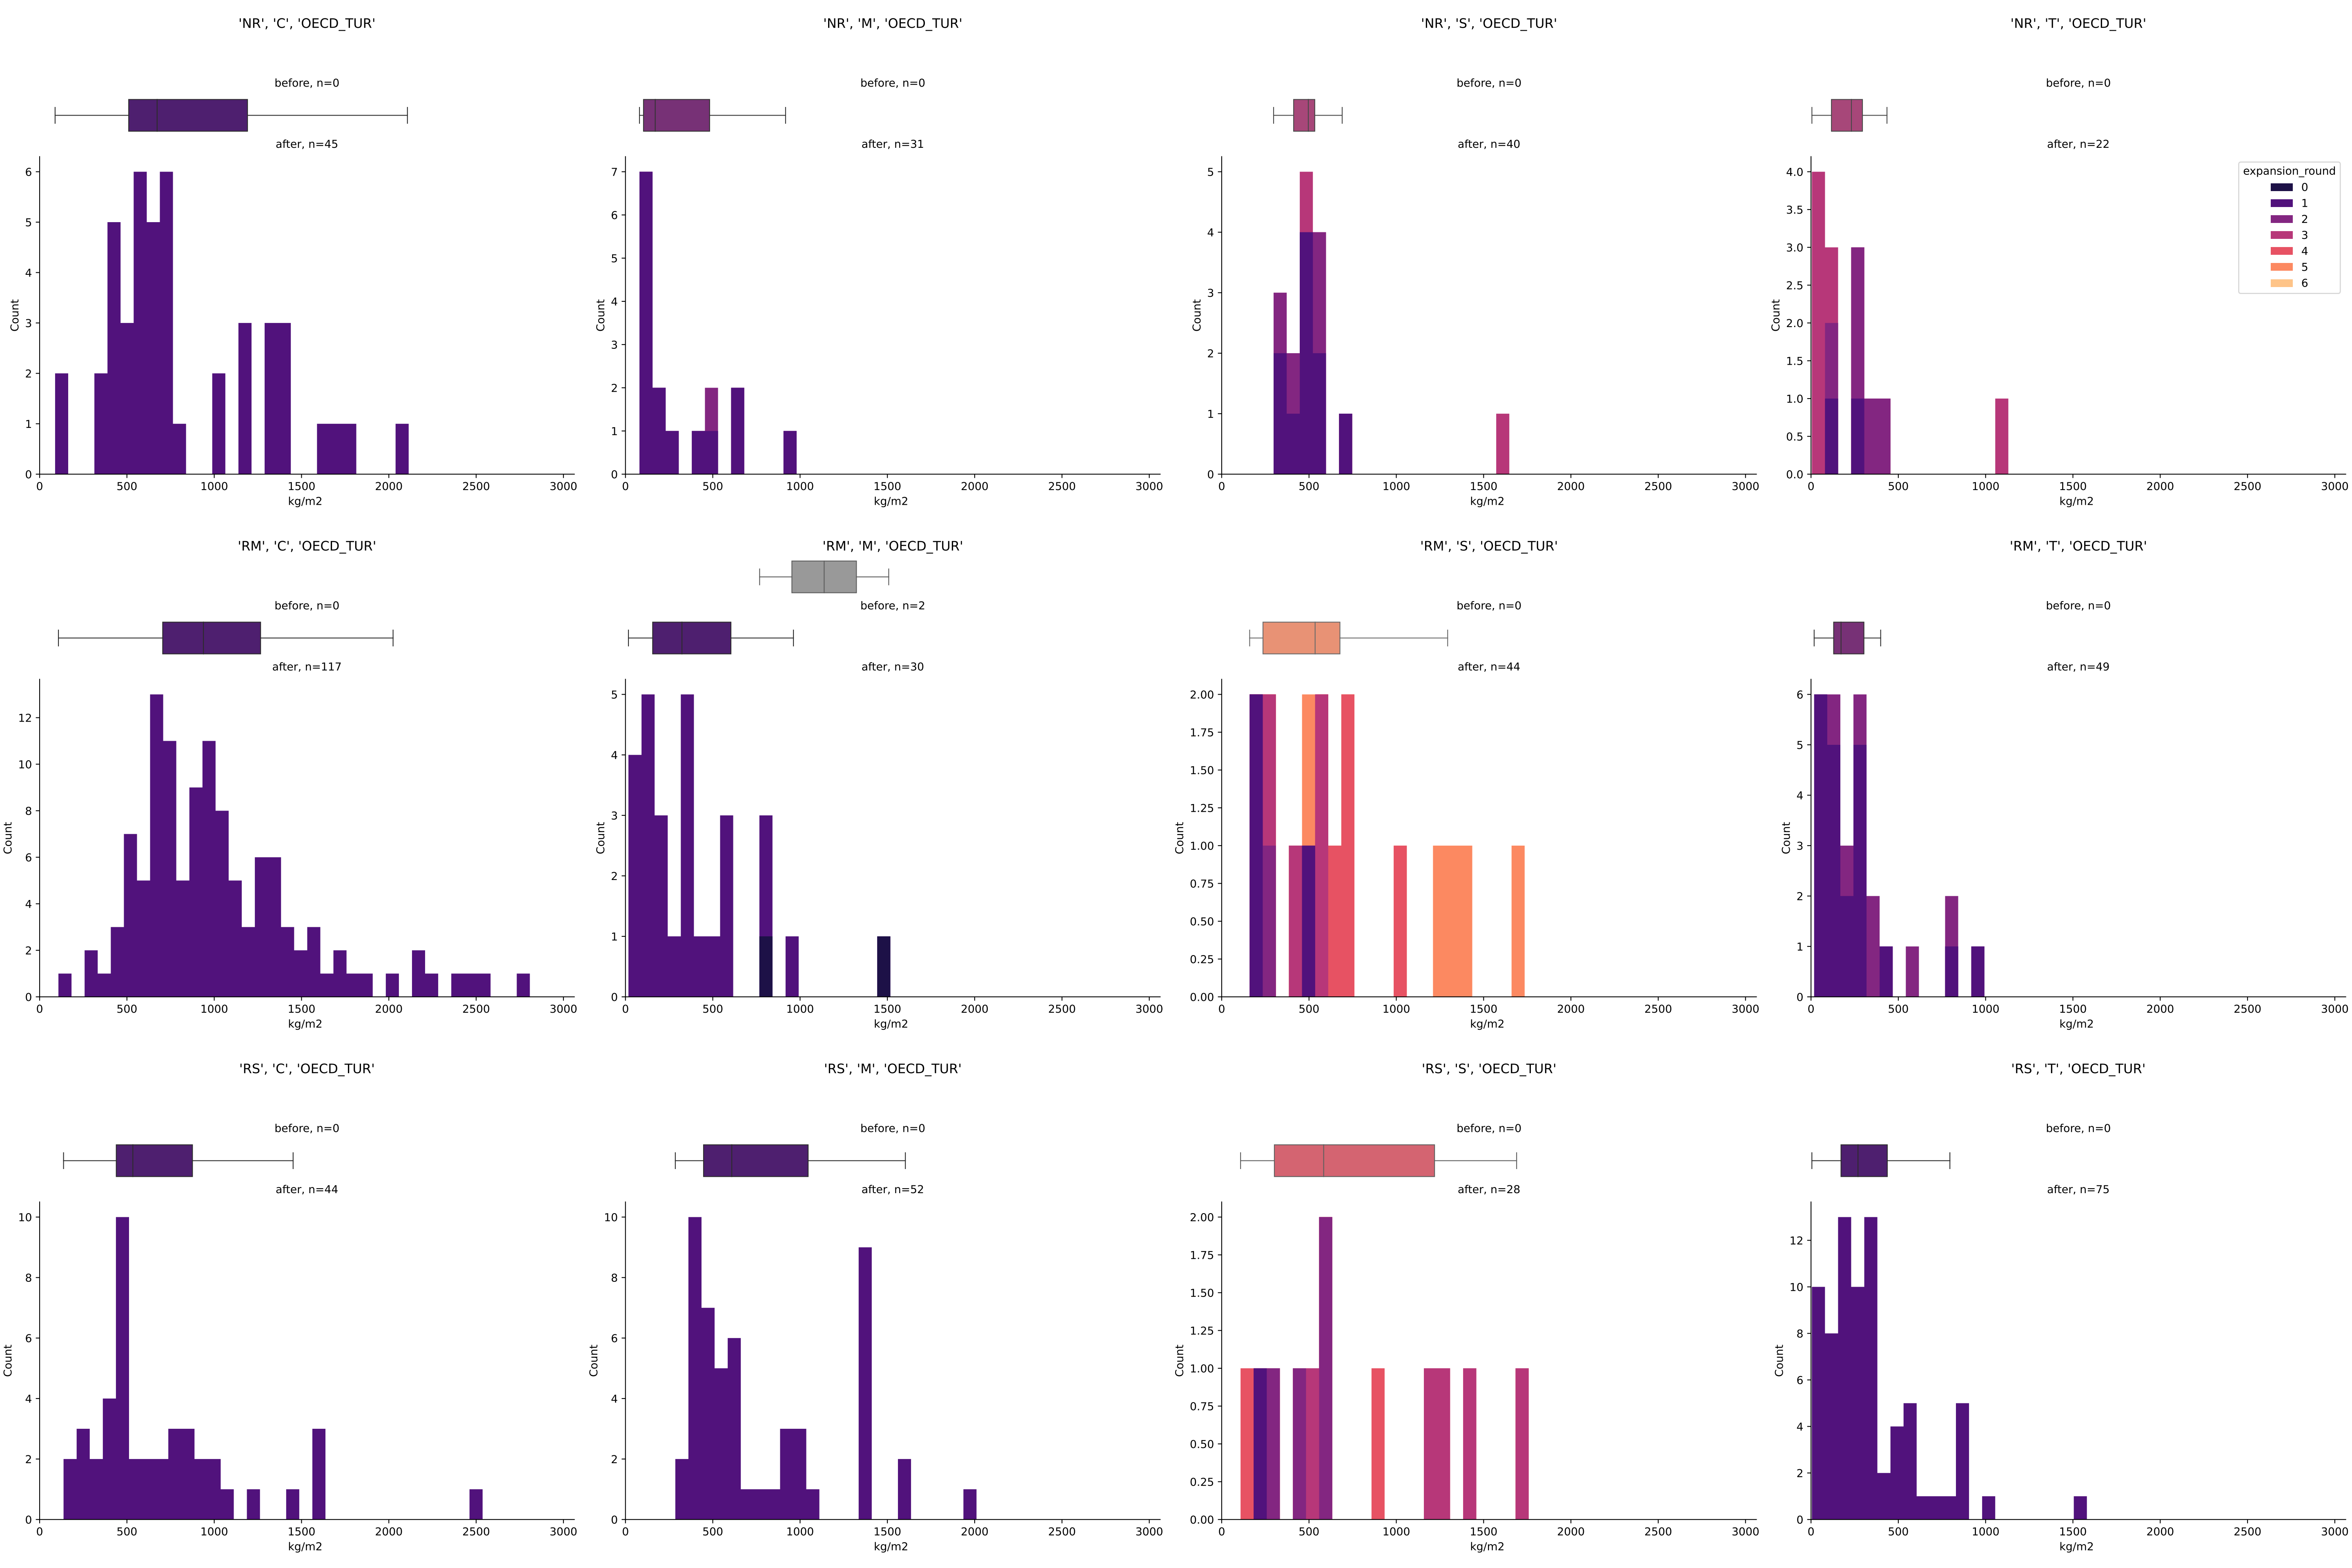 'NR', 'C', 'OECD_TUR'
before, n=0
after, n=45
6
5
4
3
2
1
0
Count
0 500 1000 1500 2000 2500 3000
kg/m2
'NR', 'M', 'OECD_TUR'
before, n=0
after, n=31
7
6
5
4
3
2
1
0
Count
0 500 1000 1500 2000 2500 3000
kg/m2
'NR', 'S', 'OECD_TUR'
before, n=0
after, n=40
5
4
3
2
1
0
Count
0 500 1000 1500 2000 2500 3000
kg/m2
'NR', 'T', 'OECD_TUR'
before, n=0
after, n=22
4.0
3.5
3.0
2.5
2.0
1.5
1.0
0.5
0.0
Count
0 500 1000 1500 2000 2500 3000
kg/m2
expansion_round
0
1
2
3
4
5
6
'RM', 'C', 'OECD_TUR'
before, n=0
after, n=117
12
10
8
6
4
2
0
Count
0 500 1000 1500 2000 2500 3000
kg/m2
'RM', 'M', 'OECD_TUR'
before, n=2
after, n=30
5
4
3
2
1
0
Count
0 500 1000 1500 2000 2500 3000
kg/m2
'RM', 'S', 'OECD_TUR'
before, n=0
after, n=44
2.00
1.75
1.50
1.25
1.00
0.75
0.50
0.25
0.00
Count
0 500 1000 1500 2000 2500 3000
kg/m2
'RM', 'T', 'OECD_TUR'
before, n=0
after, n=49
6
5
4
3
2
1
0
Count
0 500 1000 1500 2000 2500 3000
kg/m2
'RS', 'C', 'OECD_TUR'
before, n=0
after, n=44
10
8
6
4
2
0
Count
0 500 1000 1500 2000 2500 3000
kg/m2
'RS', 'M', 'OECD_TUR'
before, n=0
after, n=52
10
8
6
4
2
0
Count
0 500 1000 1500 2000 2500 3000
kg/m2
'RS', 'S', 'OECD_TUR'
before, n=0
after, n=28
2.00
1.75
1.50
1.25
1.00
0.75
0.50
0.25
0.00
Count
0 500 1000 1500 2000 2500 3000
kg/m2
'RS', 'T', 'OECD_TUR'
before, n=0
after, n=75
12
10
8
6
4
2
0
Count
0 500 1000 1500 2000 2500 3000
kg/m2